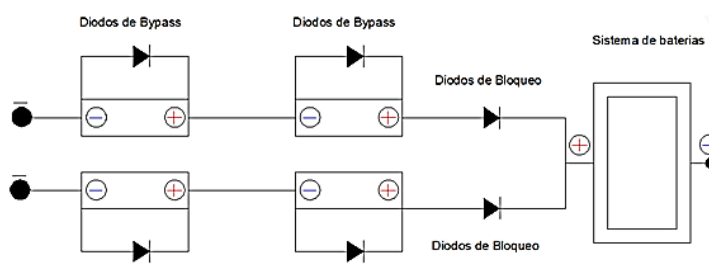 Diodos de Bypass
Diodos de Bypass
Sistema de baterias
Diodos de Bloqueo
− + − +
+ −
− + − +
Diodos de Bloqueo